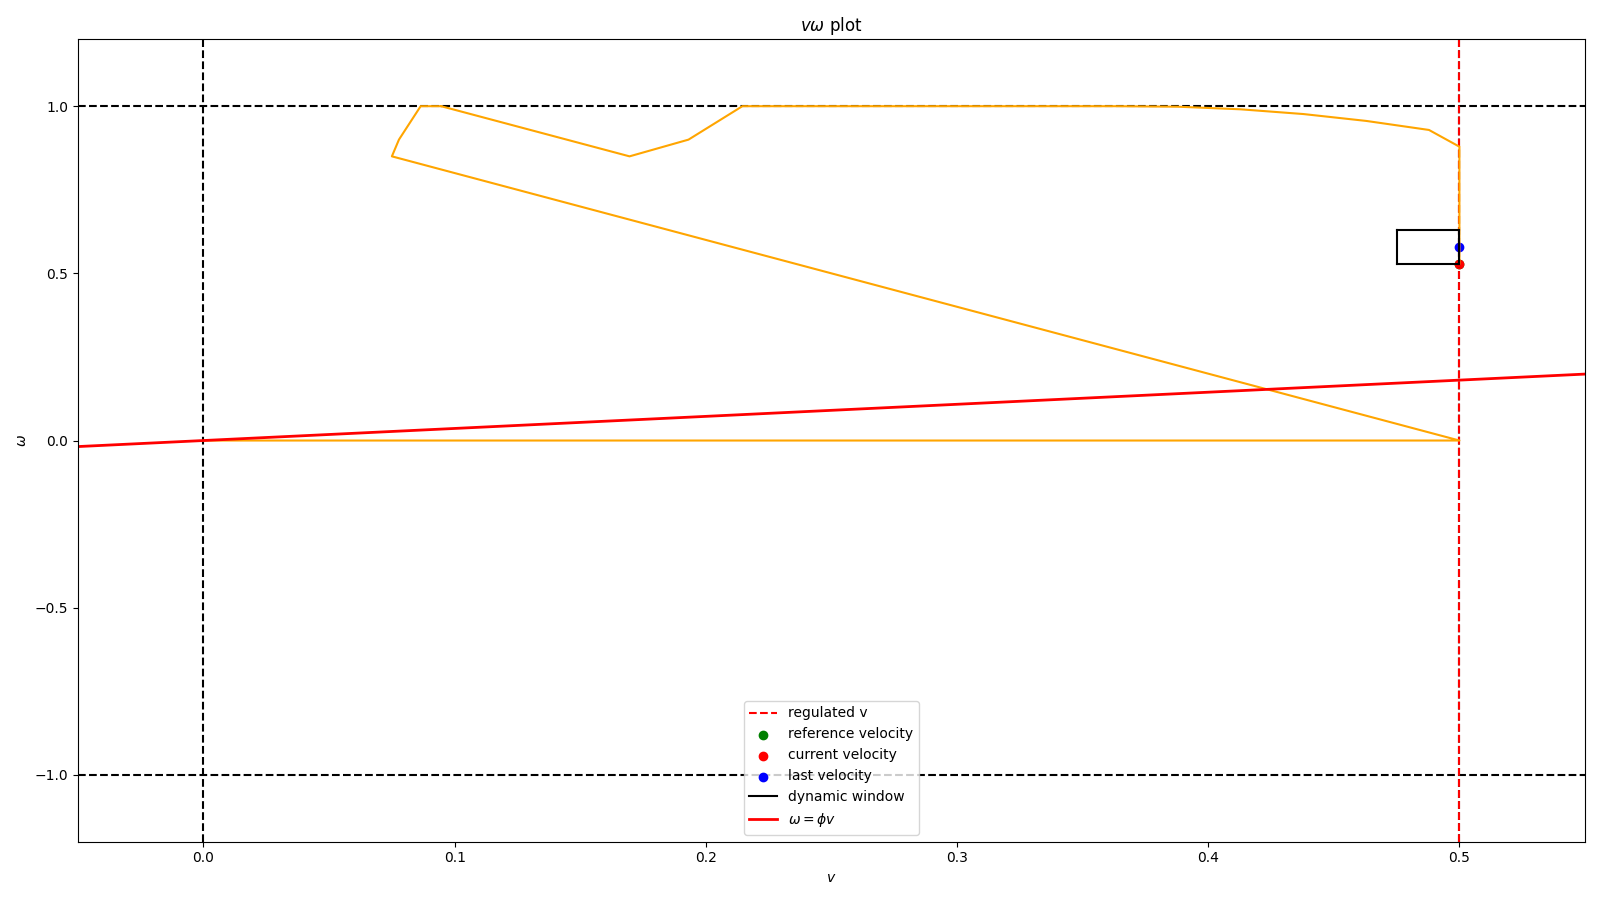 vω plot
1.0
0.5
0.0
−0.5
−1.0
ω
0.0
0.1
0.2
0.3
0.4
0.5
v
regulated v
reference velocity
current velocity
last velocity
dynamic window
ω = ϕv